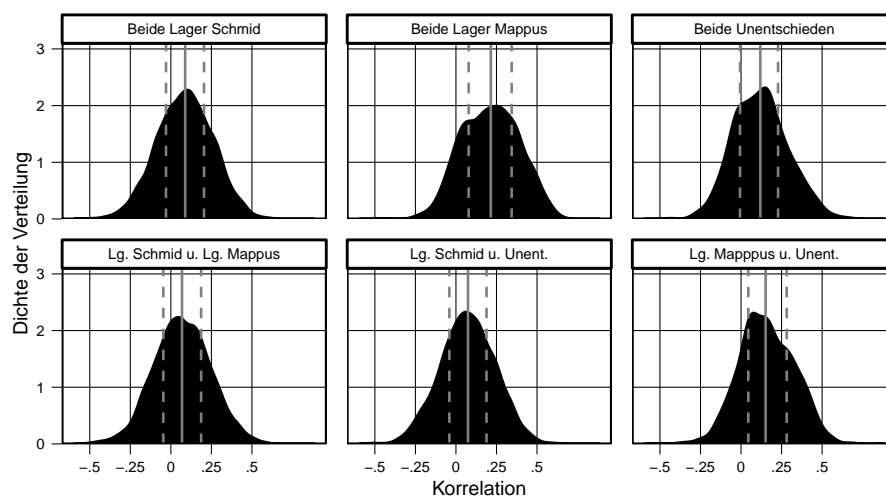 Beide Lager Schmid
Beide Lager Mappus
Beide Unentschieden
3
2
1
0
Lg. Schmid u. Lg. Mappus
Lg. Schmid u. Unent.
Lg. Mapppus u. Unent.
3
2
1
0
−.5 −.25 0 .25 .5
−.5 −.25 0 .25 .5
−.5 −.25 0 .25 .5
Korrelation
Dichte der Verteilung